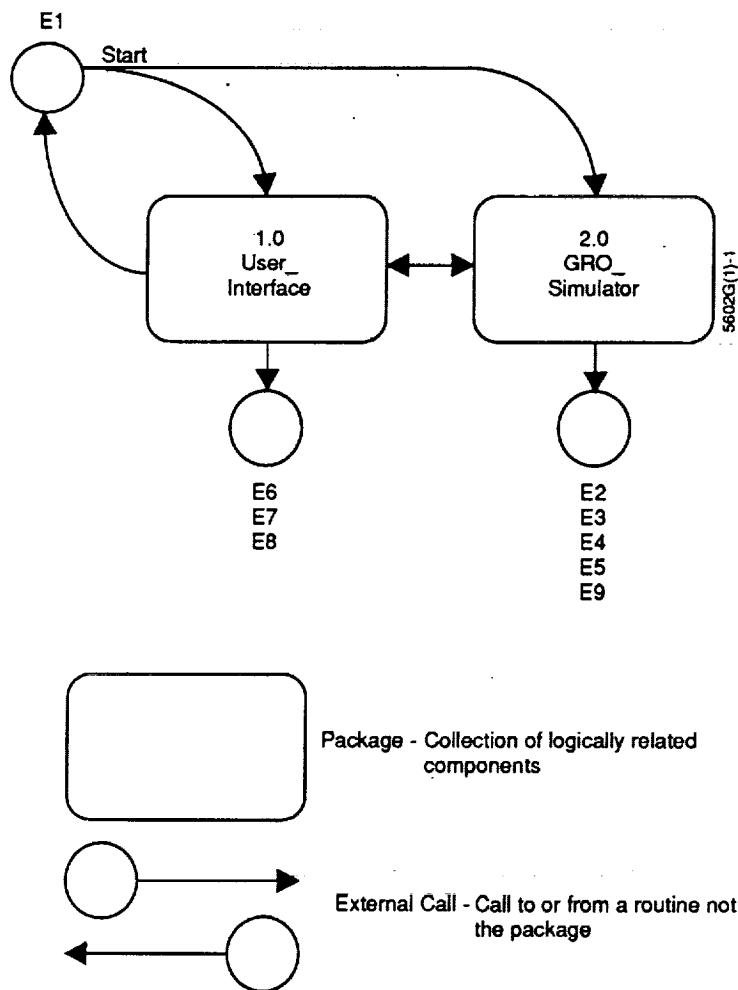 E1
Start
1.0
User_
Interface
2.0
GRO_
Simulator
5602G(1)-1
E6
E7
E8
E2
E3
E4
E5
E9
Package - Collection of logically related
components
External Call - Call to or from a routine not
the package